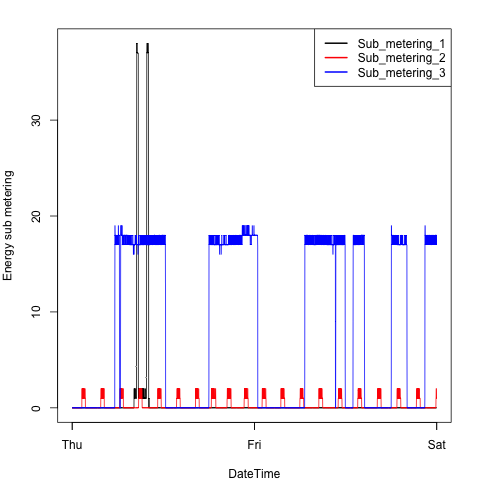 Sub_metering_1
Sub_metering_2
Sub_metering_3
Energy sub metering
30
20
10
0
Thu Fri Sat
DateTime